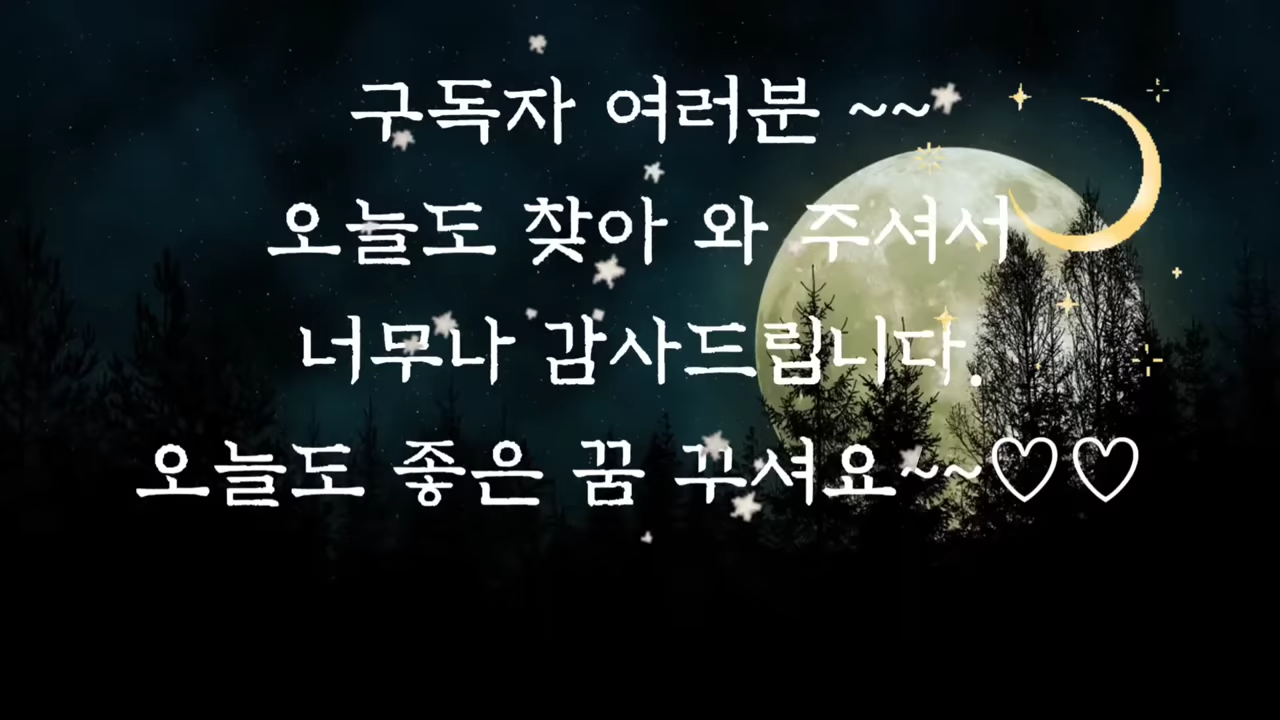 구독자 여러분 ~~
오늘도 찾아 와 주셔서
너무나 감사드립니다.
오늘도 좋은 꿈 꾸셔요~~♡♡